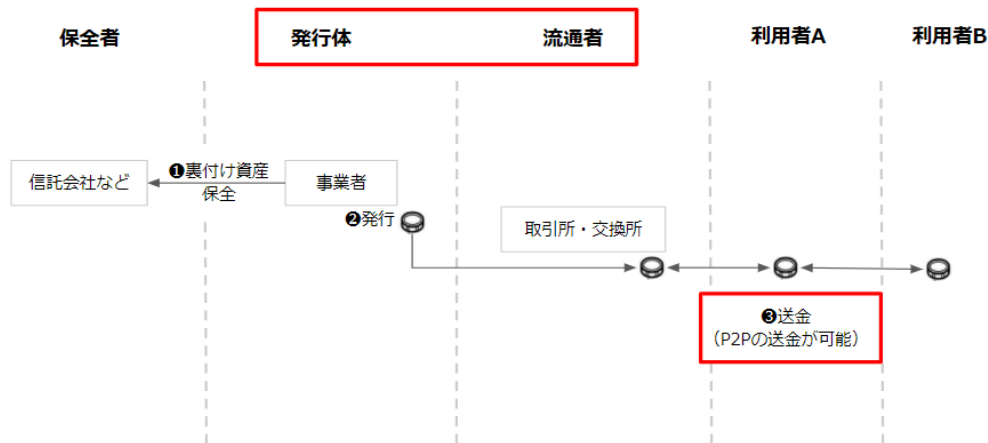 保全者
発行体
流通者
利用者A
利用者B
❶裏付け資産
保全
信託会社など
事業者
❷発行
取引所・交換所
❸送金
（P2Pの送金が可能）